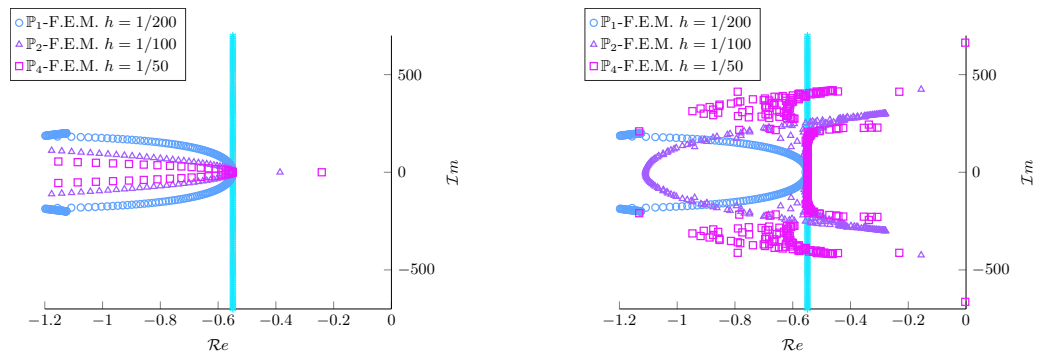 ℙ₁-F.E.M. h = 1/200
ℙ₂-F.E.M. h = 1/100
ℙ₄-F.E.M. h = 1/50
500
0
−500
ℐm
−1.2 −1 −0.8 −0.6 −0.4 −0.2 0
ℛe
ℙ₁-F.E.M. h = 1/200
ℙ₂-F.E.M. h = 1/100
ℙ₄-F.E.M. h = 1/50
500
0
−500
ℐm
−1.2 −1 −0.8 −0.6 −0.4 −0.2 0
ℛe